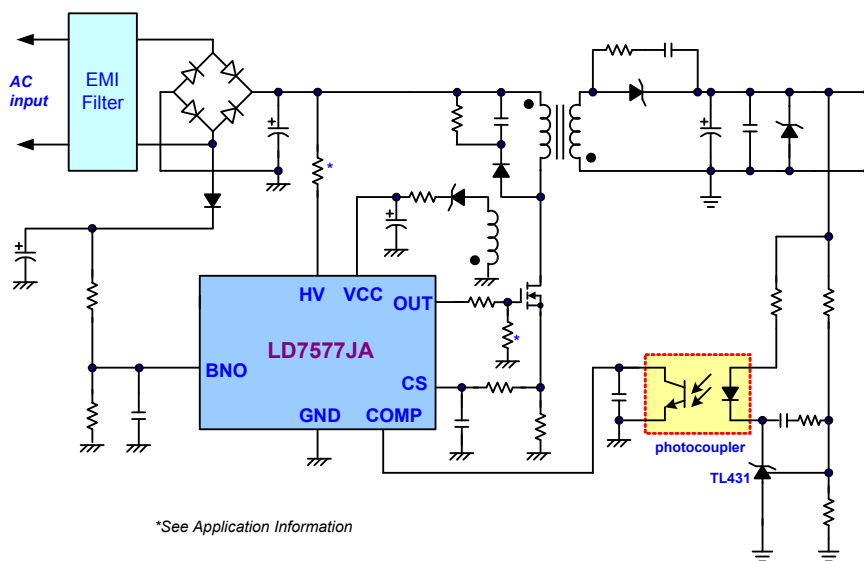 AC
input
EMI
Filter
+
*
+
+
+
HV
VCC
OUT
*
LD7577JA
BNO
CS
GND
COMP
photocoupler
TL431
*See Application Information